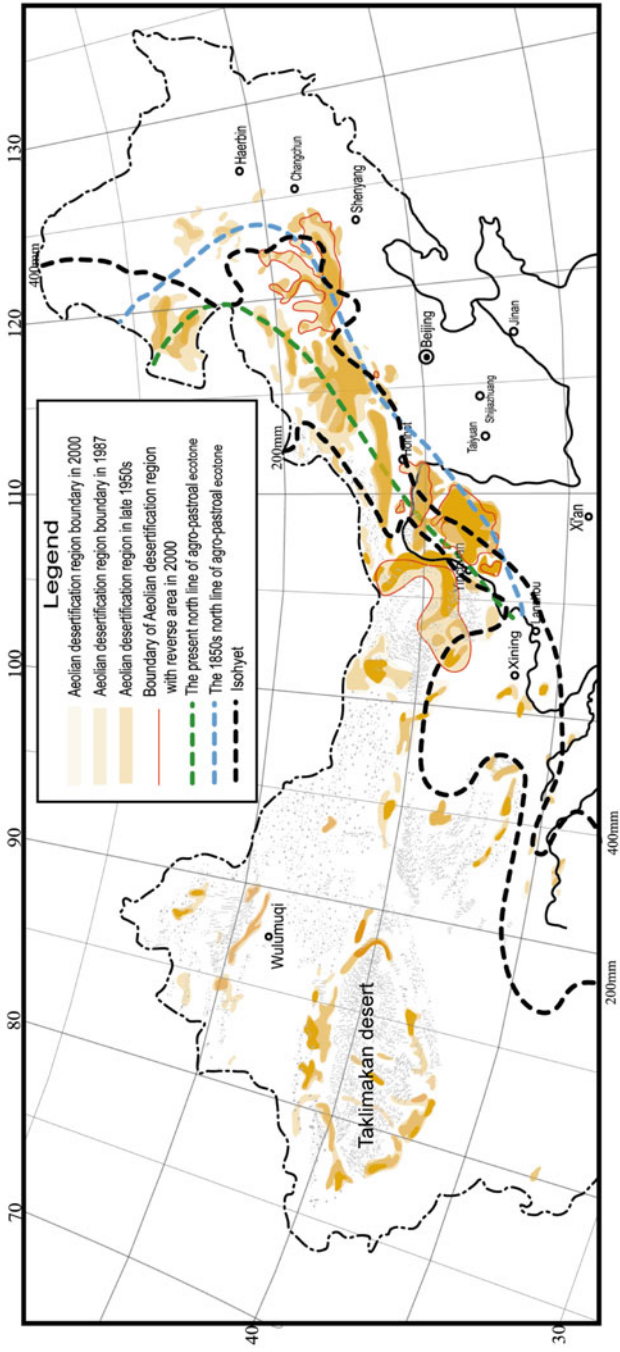 70
80
90
100
110
120
130
400mm
200mm
Legend
Aeolian desertification region boundary in 2000
Aeolian desertification region boundary in 1987
Aeolian desertification region in late 1950s
Boundary of Aeolian desertification region
with reverse area in 2000
The present north line of agro-pastroal ecotone
The 1850s north line of agro-pastroal ecotone
Isohyet
Haerbin
Changchun
Shenyang
Beijing
Wulumuqi
Taklimakan desert
Taiyuan
Shijiazhuang
Jinan
Xining
Xi'an
40
30
200mm
400mm